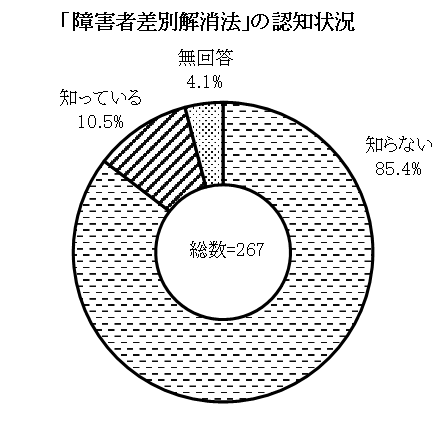 「障害者差別解消法」の認知状況
無回答
4.1%
知っている
10.5%
知らない
85.4%
総数=267